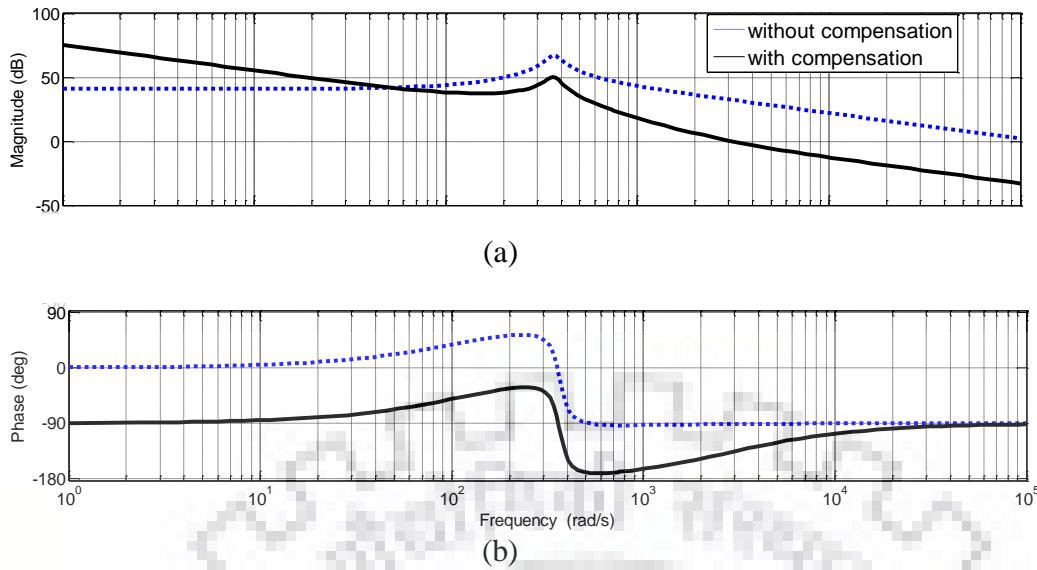 100
50
0
-50
Magnitude (dB)
without compensation
with compensation
(a)
90
0
-90
-180
Phase (deg)
10^0
10^1
10^2
10^3
10^4
10^5
Frequency (rad/s)
(b)